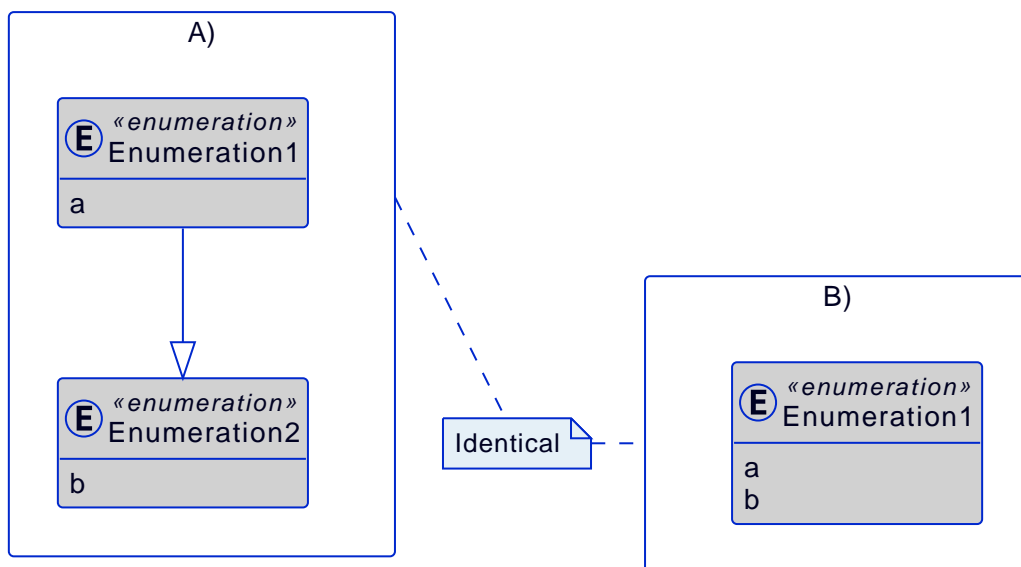 A)
E
«enumeration»
Enumeration1
a
E
«enumeration»
Enumeration2
b
Identical
B)
E
«enumeration»
Enumeration1
a
b